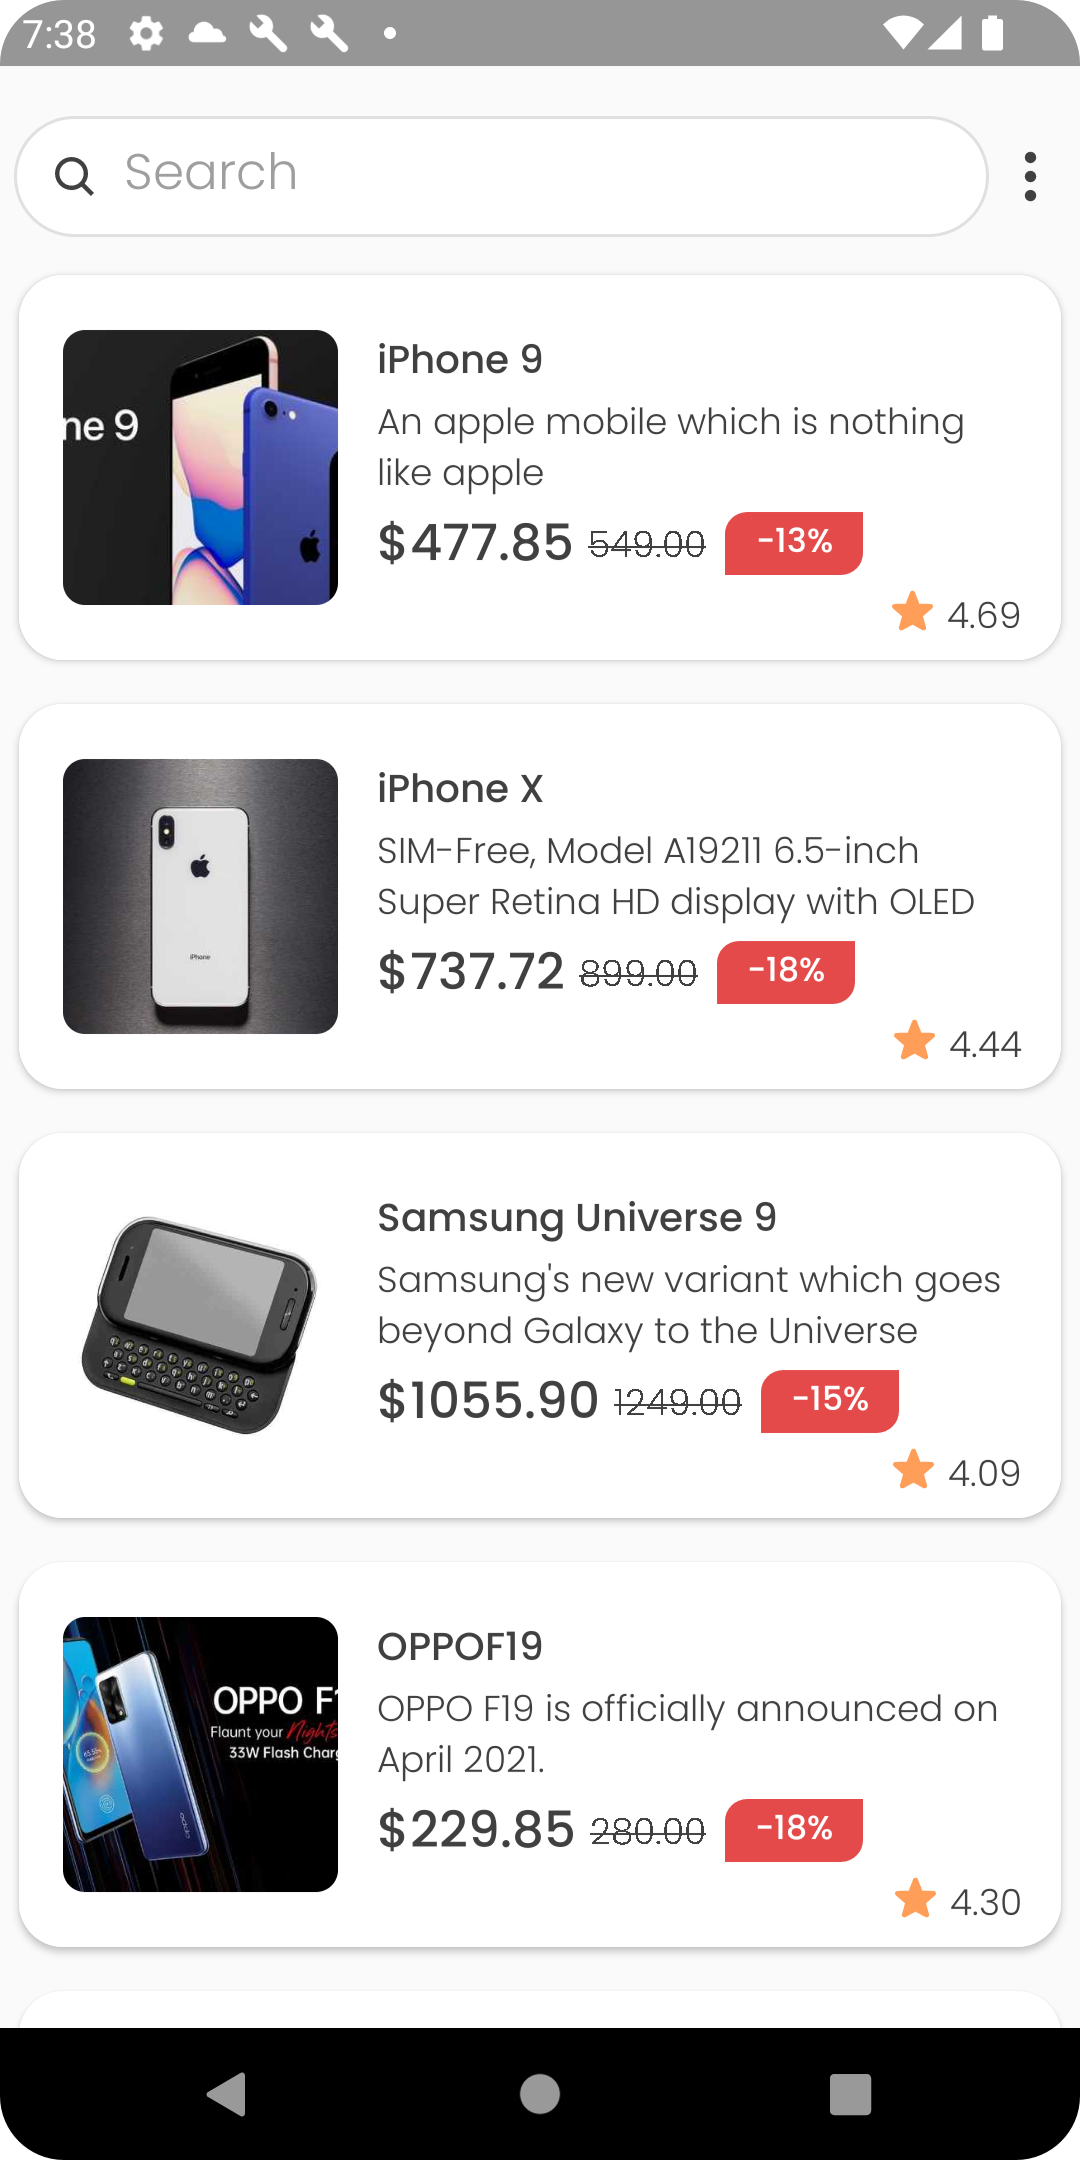 7:38
Search
ne 9
iPhone 9
An apple mobile which is nothing
like apple
$477.85 549.00 -13%
4.69
iPhone
iPhone X
SIM-Free, Model A19211 6.5-inch
Super Retina HD display with OLED
$737.72 899.00 -18%
4.44
Samsung Universe 9
Samsung's new variant which goes
beyond Galaxy to the Universe
$1055.90 1249.00 -15%
4.09
OPPO F1
Flaunt your Nights
33W Flash Charg
oppo
OPPOF19
OPPO F19 is officially announced on
April 2021.
$229.85 280.00 -18%
4.30